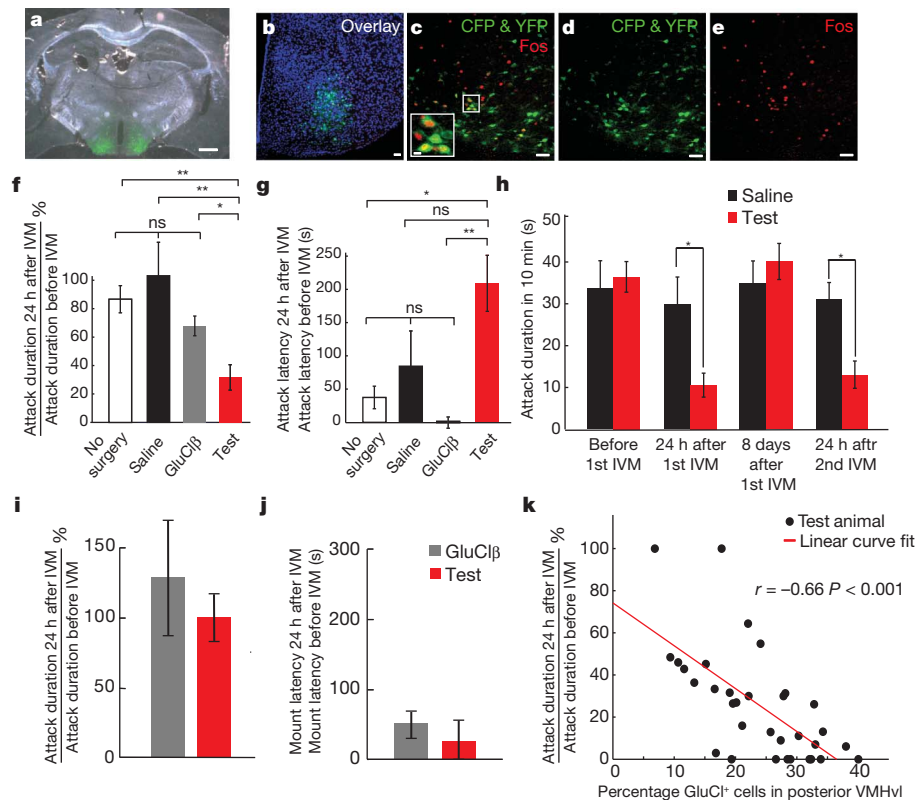 a
b
Overlay
c
CFP & YFP
Fos
d
CFP & YFP
e
Fos
f
Attack duration 24 h after IVM
Attack duration before IVM
%
100
80
60
40
20
0
**
**
*
ns
No surgery
Saline
GluClβ
Test
g
Attack latency 24 h after IVM
Attack latency before IVM (s)
250
200
150
100
50
0
*
ns
**
ns
No surgery
Saline
GluClβ
Test
h
Saline
Test
Attack duration in 10 min (s)
50
40
30
20
10
0
*
*
Before
1st IVM
24 h after
1st IVM
8 days
after
1st IVM
24 h aftr
2nd IVM
i
Attack duration 24 h after IVM
Attack duration before IVM
%
150
100
50
0
j
GluClβ
Test
Mount latency 24 h after IVM
Mount latency before IVM (s)
300
200
100
0
k
Test animal
Linear curve fit
r = −0.66 P < 0.001
Attack duration 24 h after IVM
Attack duration before IVM
%
100
80
60
40
20
0
0
10
20
30
40
Percentage GluCl⁺ cells in posterior VMHvl